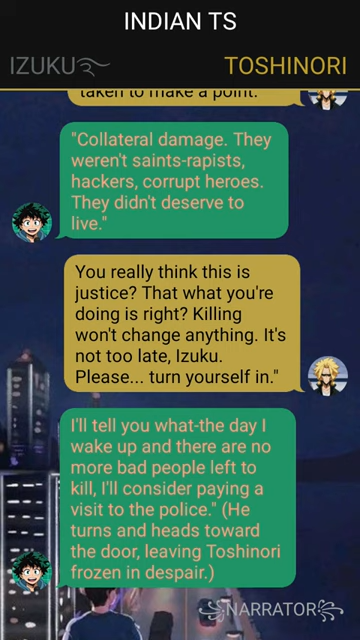 INDIAN TS
IZUKU
TOSHINORI
taken to make a point."
"Collateral damage. They
weren't saints-rapists,
hackers, corrupt heroes.
They didn't deserve to
live."
You really think this is
justice? That what you're
doing is right? Killing
won't change anything. It's
not too late, Izuku.
Please... turn yourself in."
I'll tell you what-the day I
wake up and there are no
more bad people left to
kill, I'll consider paying a
visit to the police." (He
turns and heads toward
the door, leaving Toshinori
frozen in despair.)
NARRATOR